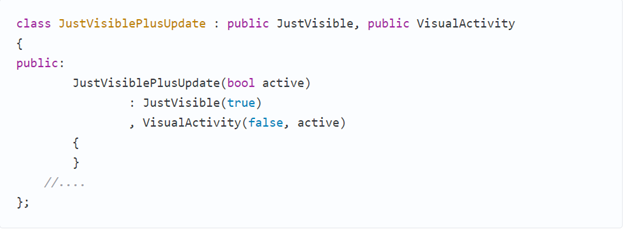 class JustVisiblePlusUpdate : public JustVisible, public VisualActivity
{
public:
        JustVisiblePlusUpdate(bool active)
                : JustVisible(true)
                , VisualActivity(false, active)
        {
        }
    //....
};